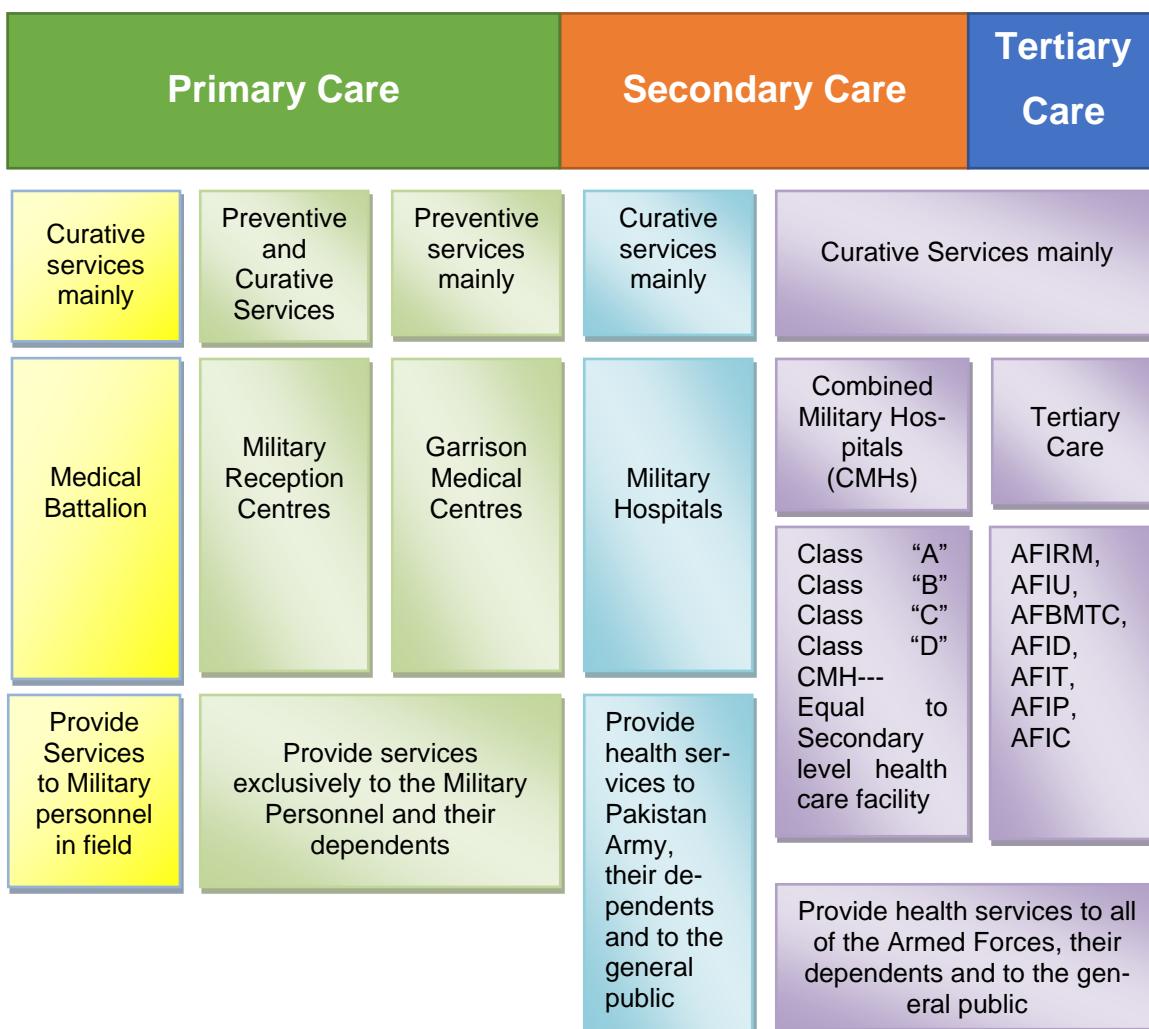 Primary Care
Secondary Care
Tertiary
Care
Curative
services
mainly
Preventive
and
Curative
Services
Preventive
services
mainly
Curative
services
mainly
Curative Services mainly
Medical
Battalion
Military
Reception
Centres
Garrison
Medical
Centres
Military
Hospitals
Combined
Military Hos-
pitals
(CMHs)
Tertiary
Care
Class "A"
Class "B"
Class "C"
Class "D"
CMH---
Equal to
Secondary
level health
care facility
AFIRM,
AFIU,
AFBMTC,
AFID,
AFIT,
AFIP,
AFIC
Provide
Services
to Military
personnel
in field
Provide services
exclusively to the Military
Personnel and their
dependents
Provide
health ser-
vices to
Pakistan
Army,
their de-
pendents
and to the
general
public
Provide health services to all
of the Armed Forces, their
dependents and to the gen-
eral public